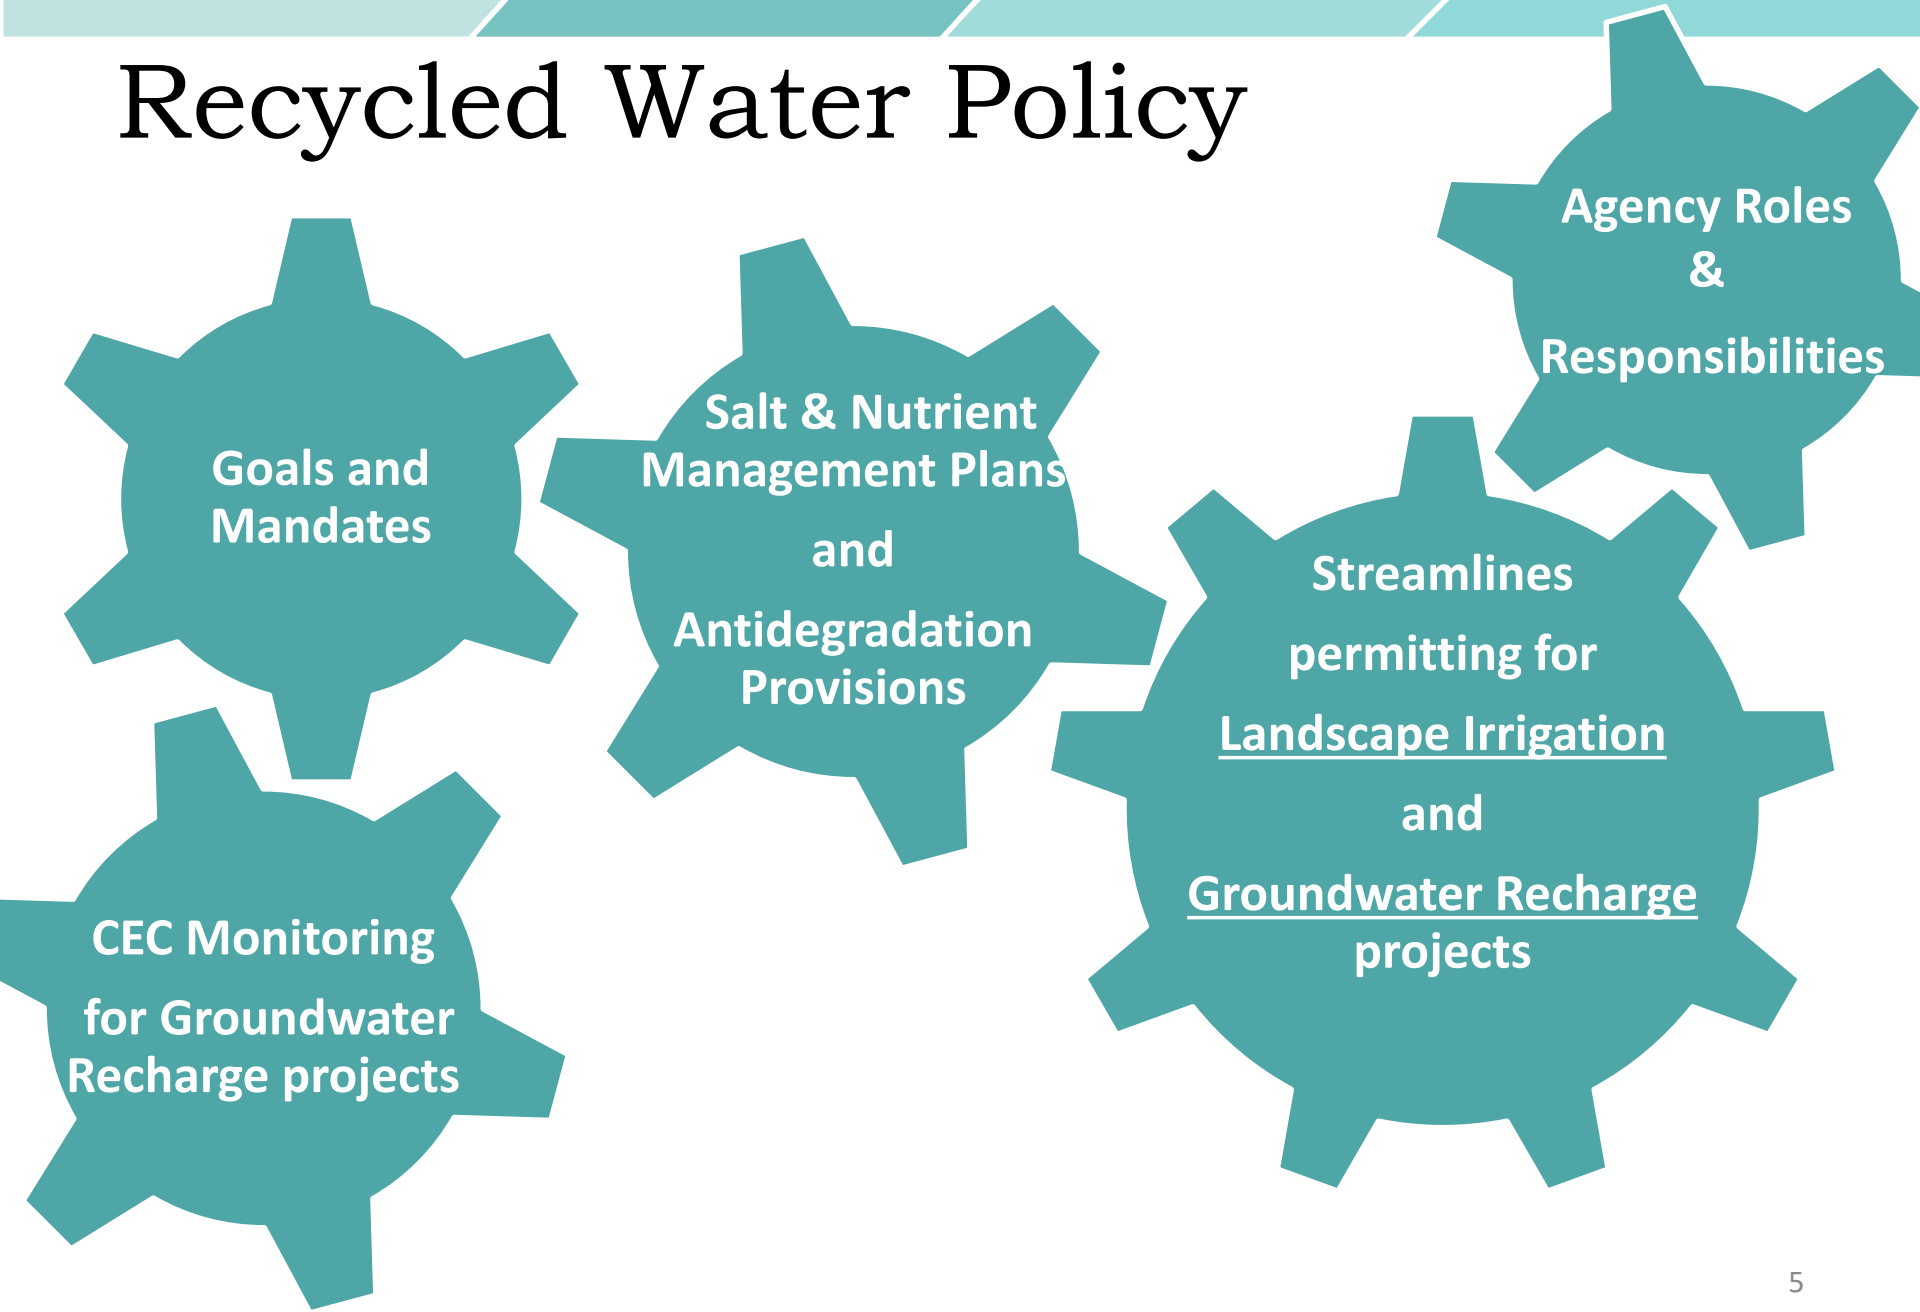 Recycled Water Policy
Agency Roles
&
Responsibilities
Goals and
Mandates
Salt & Nutrient
Management Plans
and
Antidegradation
Provisions
Streamlines
permitting for
Landscape Irrigation
and
Groundwater Recharge
projects
CEC Monitoring
for Groundwater
Recharge projects
5